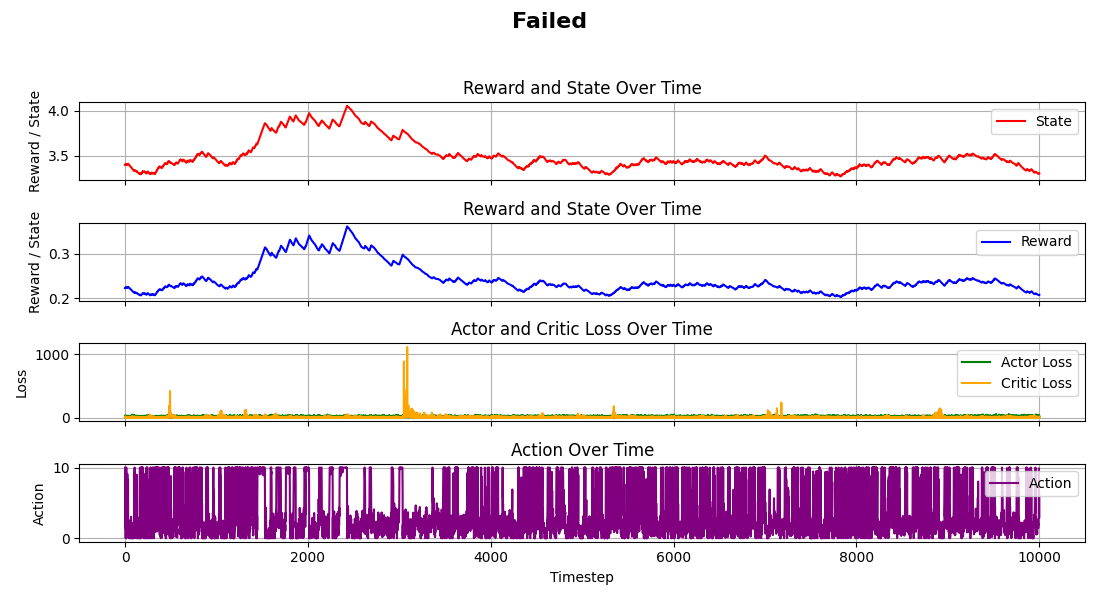 Failed
Reward and State Over Time
Reward / State
4.0
3.5
State
Reward and State Over Time
Reward / State
0.3
0.2
Reward
Actor and Critic Loss Over Time
Loss
1000
0
Actor Loss
Critic Loss
Action Over Time
Action
10
0
Action
0 2000 4000 6000 8000 10000
Timestep